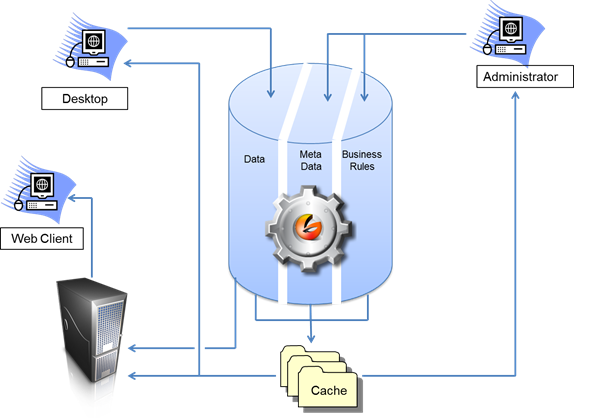 Desktop
Administrator
Data
Meta
Data
Business
Rules
Web Client
Cache